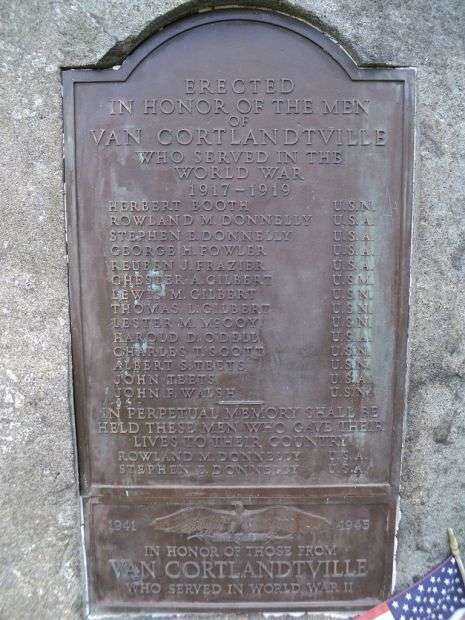 ERECTED
IN HONOR OF THE MEN
OF
VAN CORTLANDTVILLE
WHO SERVED IN THE
WORLD WAR
1917-1919
HERBERT BOOTH U.S.N.
ROWLAND M. DONNELLY U.S.A.
STEPHEN E. DONNELLY U.S.A.
GEORGE H. FOWLER U.S.A.
REUBEN J. FRAZIER U.S.A.
CHESTER A. GILBERT U.S.M.
LEWIS M. GILBERT U.S.N.
THOMAS L. GILBERT U.S.N.
LESTER M. McCOY U.S.N.
HAROLD D. O'DELL U.S.A.
CHARLES T. SCOTT U.S.N.
ALBERT S. TEETS U.S.N.
JOHN TEETS U.S.A.
JOHN F. WALSH U.S.N.
IN PERPETUAL MEMORY SHALL BE
HELD THESE MEN WHO GAVE THEIR
LIVES TO THEIR COUNTRY
ROWLAND M. DONNELLY U.S.A.
STEPHEN E. DONNELLY U.S.A.
1941 1945
IN HONOR OF THOSE FROM
VAN CORTLANDTVILLE
WHO SERVED IN WORLD WAR II